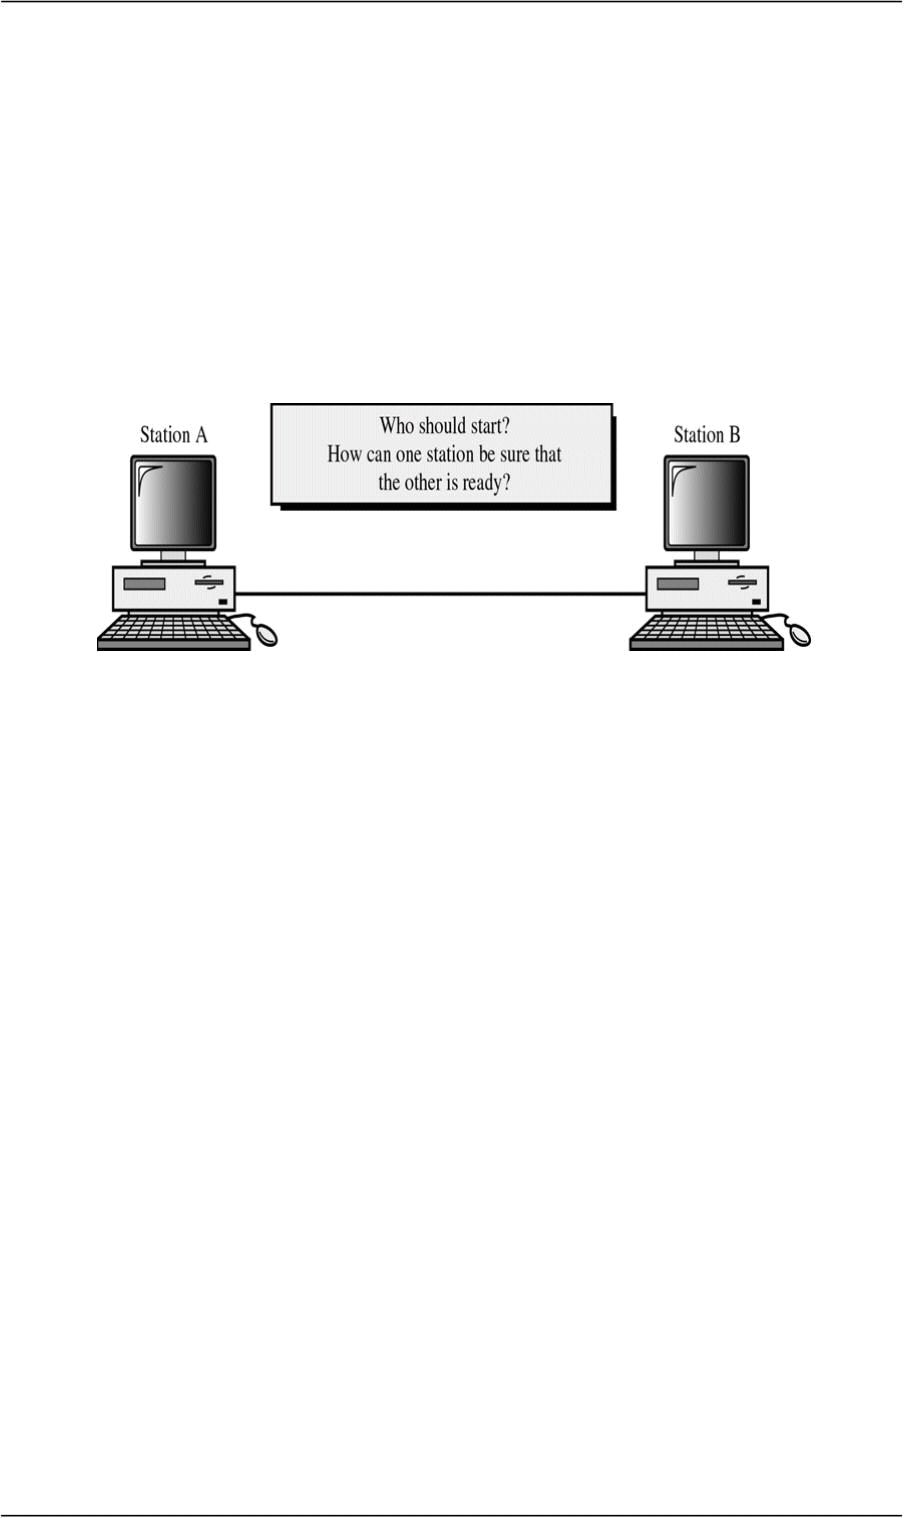 Station A
Who should start?
How can one station be sure that
the other is ready?
Station B